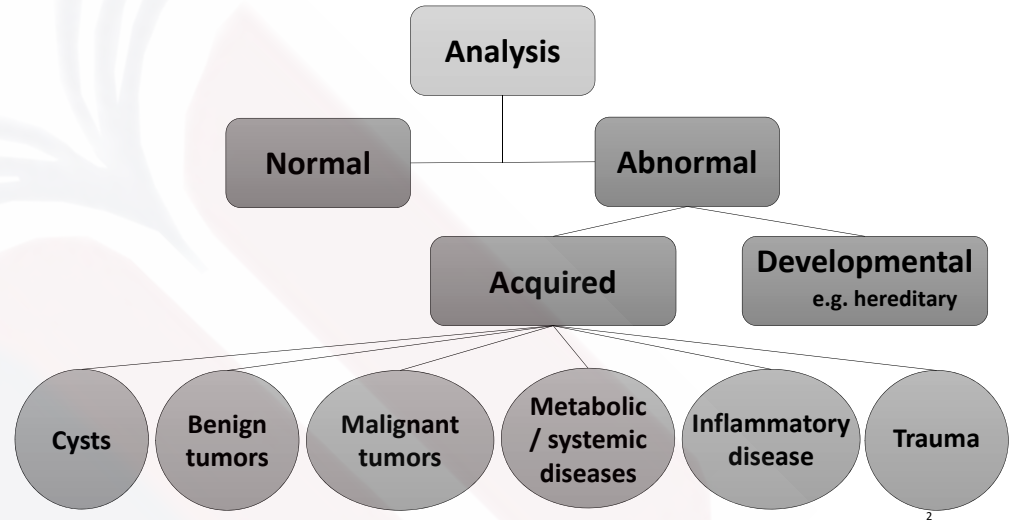 Analysis
Normal
Abnormal
Acquired
Developmental
e.g. hereditary
Cysts
Benign
tumors
Malignant
tumors
Metabolic
/ systemic
diseases
Inflammatory
disease
Trauma
2